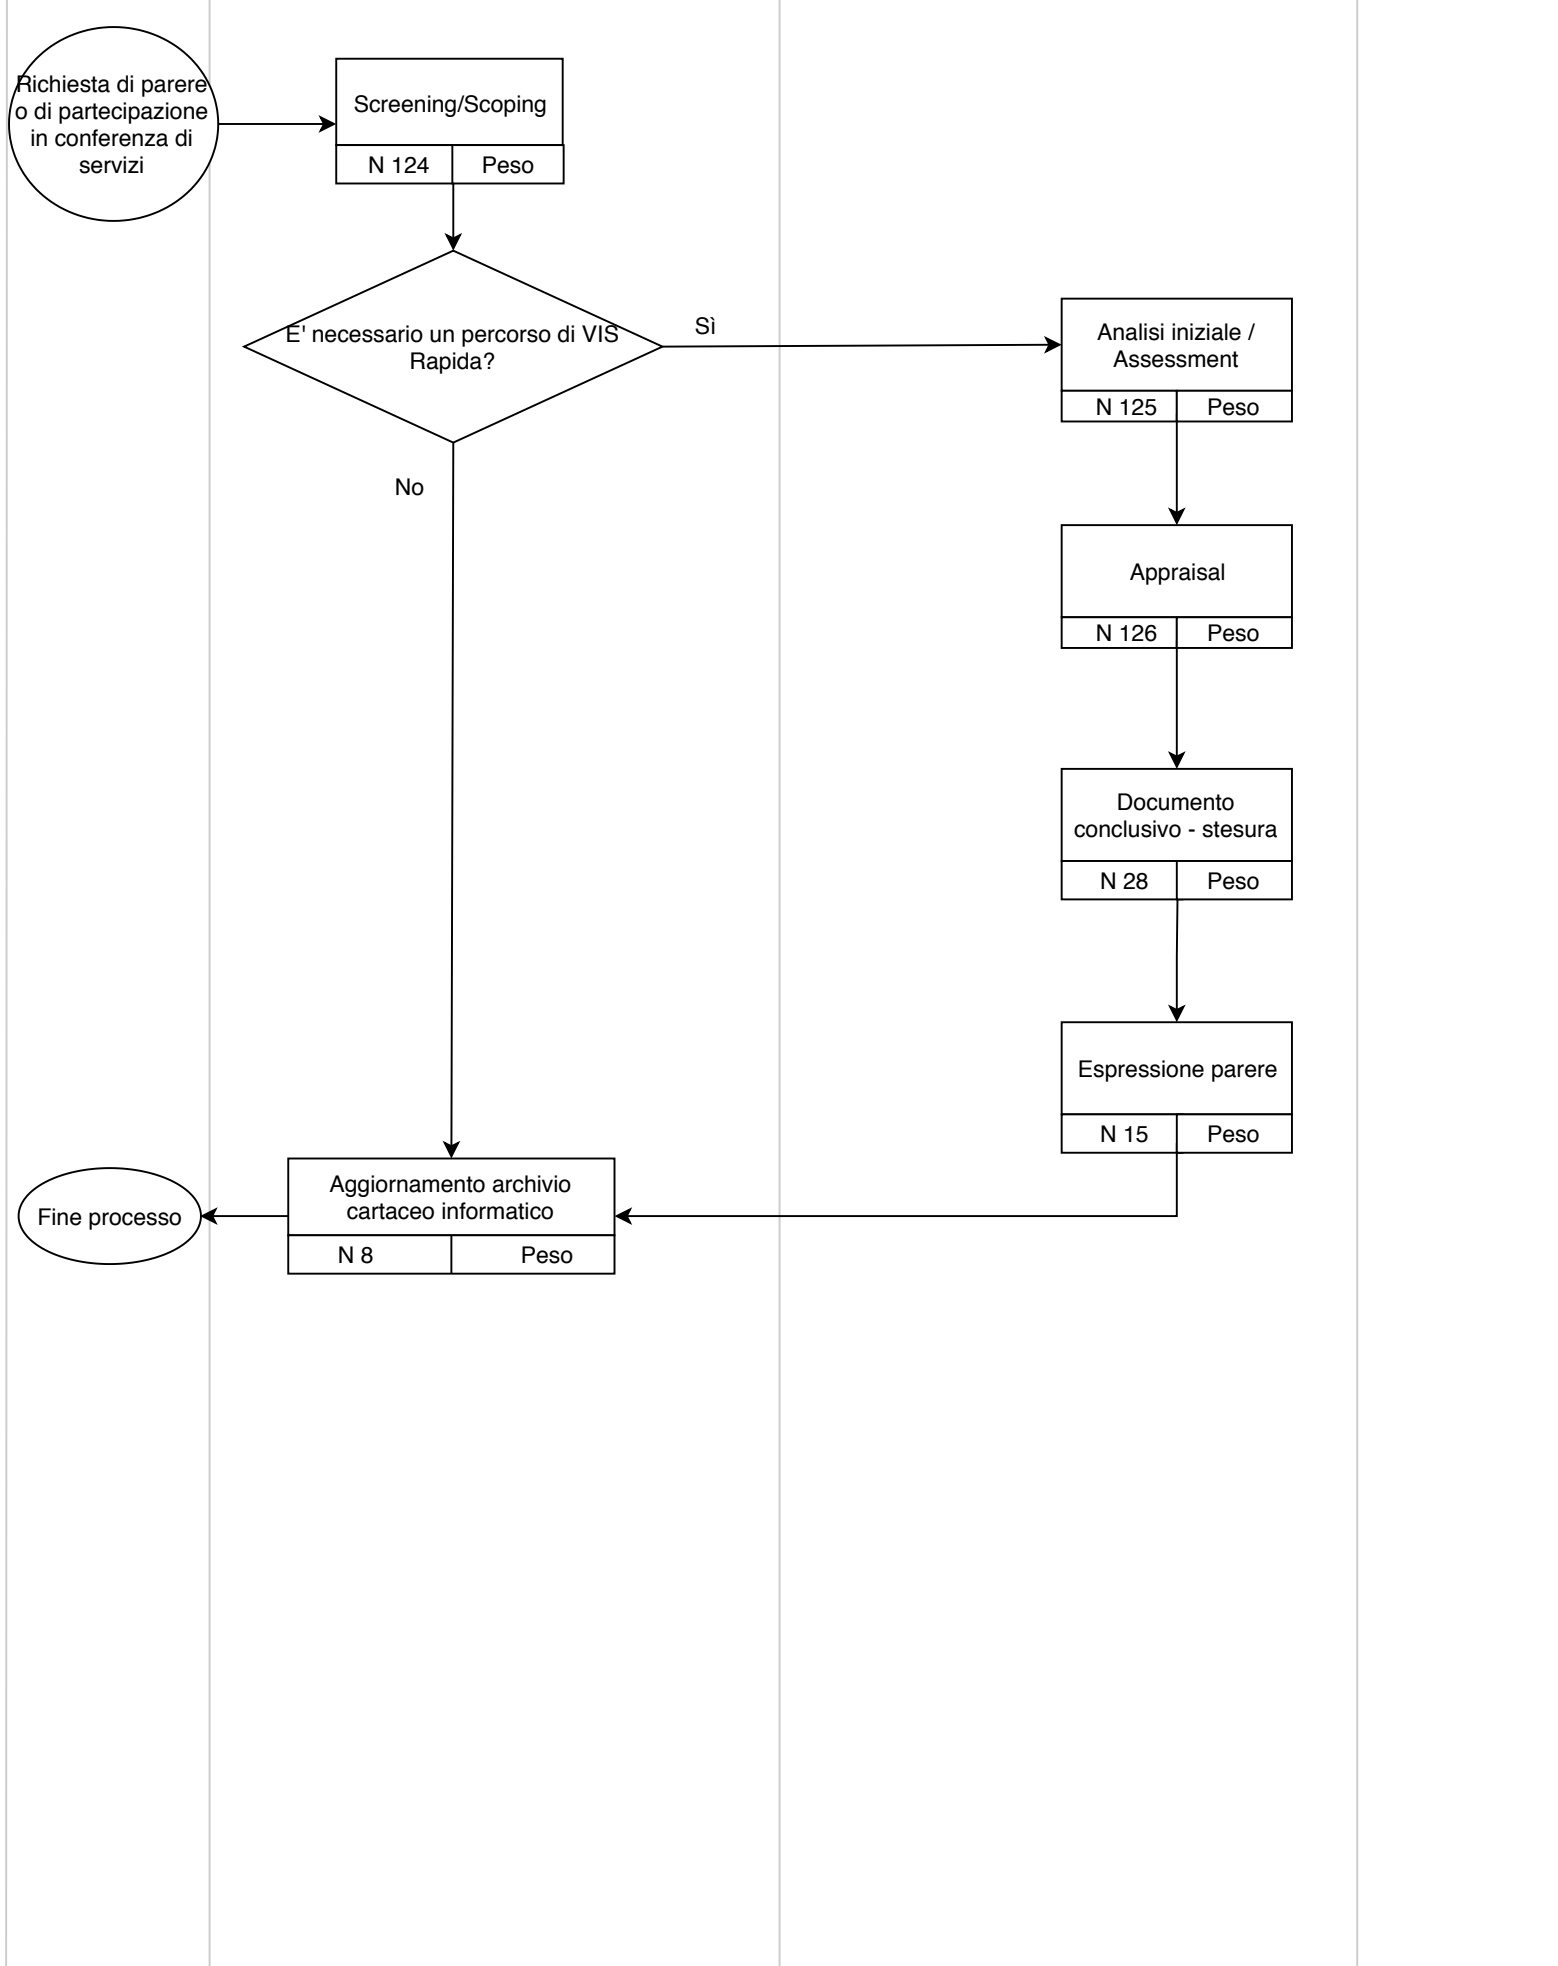 Richiesta di parere
o di partecipazione
in conferenza di
servizi
Screening/Scoping
N 124
Peso
E' necessario un percorso di VIS
Rapida?
Sì
No
Analisi iniziale /
Assessment
N 125
Peso
Appraisal
N 126
Peso
Documento
conclusivo - stesura
N 28
Peso
Espressione parere
N 15
Peso
Aggiornamento archivio
cartaceo informatico
N 8
Peso
Fine processo